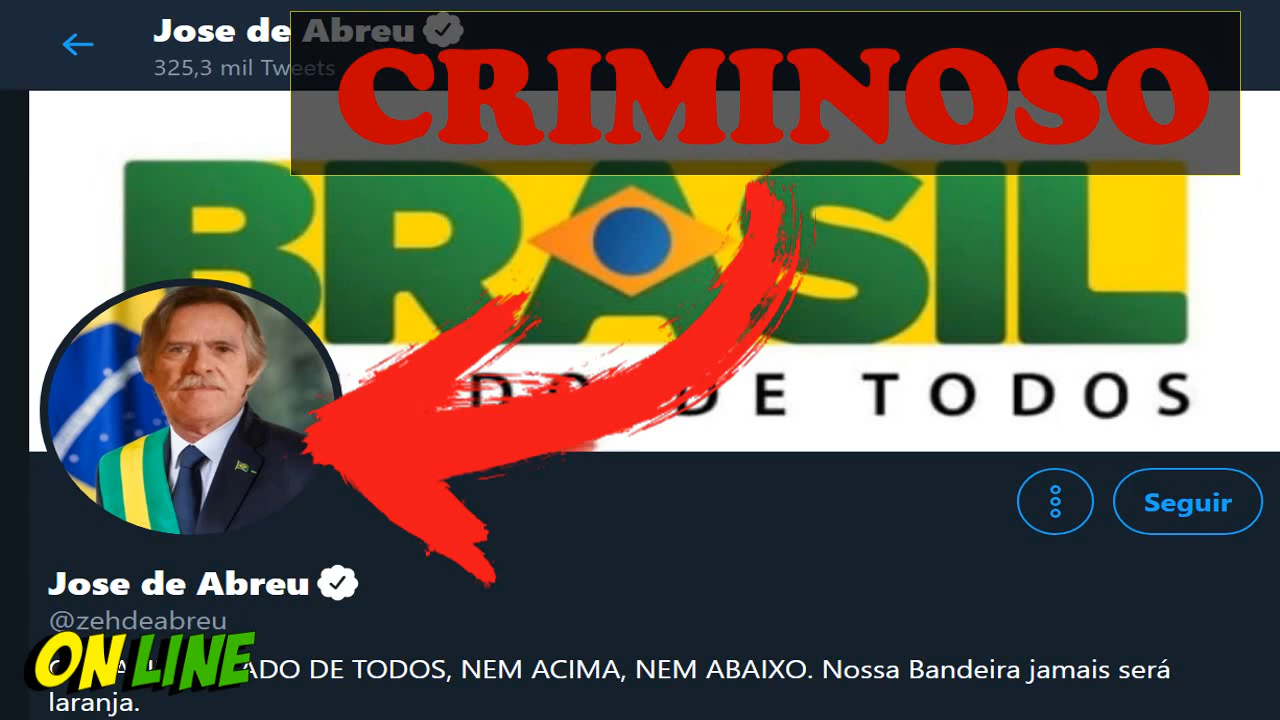 Jose de Abreu
325,3 mil Tweets
CRIMINOSO
BRASIL
DE TODOS
Seguir
Jose de Abreu
@zehdeabreu
ON LINE
ADO DE TODOS, NEM ACIMA, NEM ABAIXO. Nossa Bandeira jamais será
laranja.